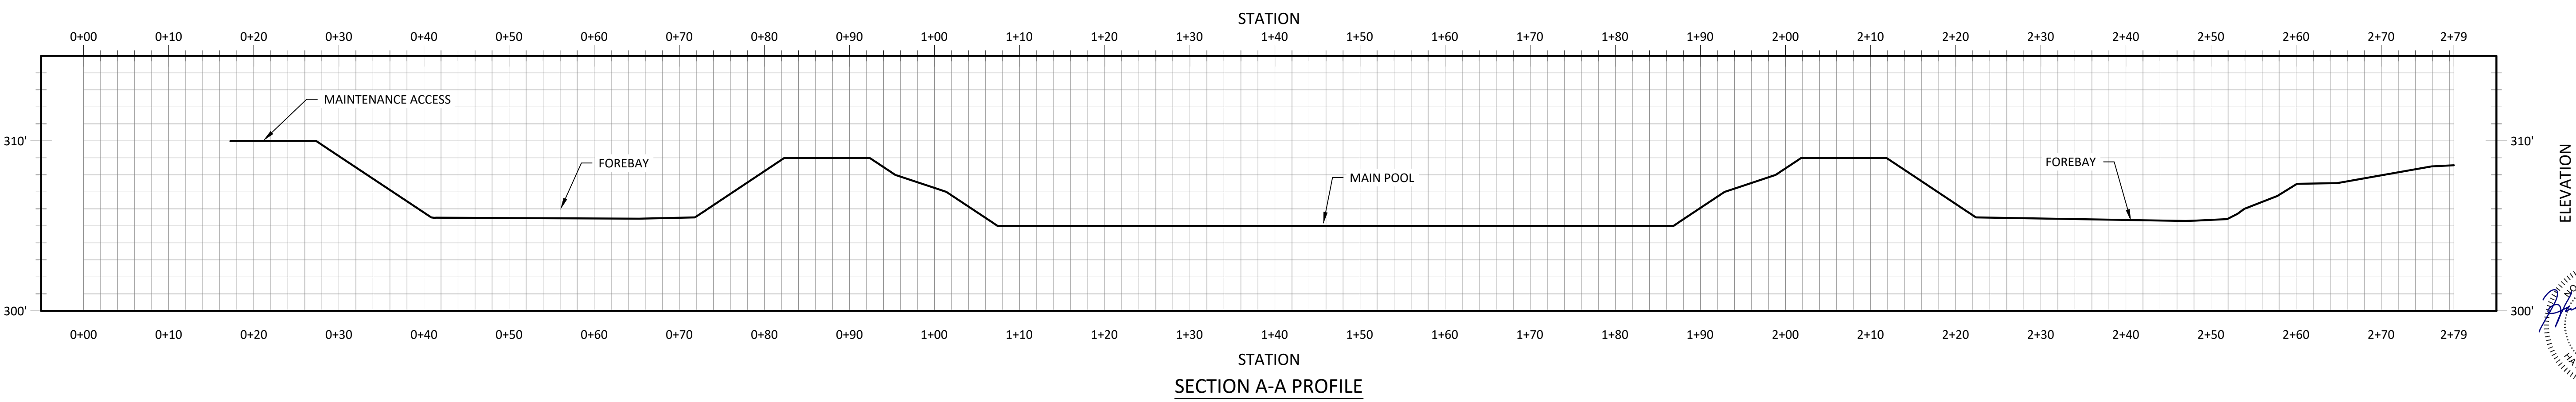 STATION
0+00 0+10 0+20 0+30 0+40 0+50 0+60 0+70 0+80 0+90 1+00 1+10 1+20 1+30 1+40 1+50 1+60 1+70 1+80 1+90 2+00 2+10 2+20 2+30 2+40 2+50 2+60 2+70 2+79
MAINTENANCE ACCESS
310' 310'
FOREBAY FOREBAY
MAIN POOL
ELEVATION
300' 300'
0+00 0+10 0+20 0+30 0+40 0+50 0+60 0+70 0+80 0+90 1+00 1+10 1+20 1+30 1+40 1+50 1+60 1+70 1+80 1+90 2+00 2+10 2+20 2+30 2+40 2+50 2+60 2+70 2+79
STATION
SECTION A-A PROFILE